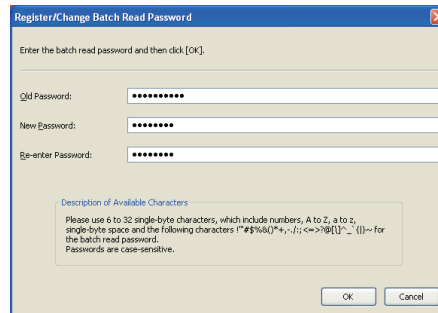 Register/Change Batch Read Password
Enter the batch read password and then click [OK].
Old Password:
●●●●●●●●●●
New Password:
●●●●●●●●
Re-enter Password:
●●●●●●●●
Description of Available Characters
Please use 6 to 32 single-byte characters, which include numbers, A to Z, a to z,
single-byte space and the following characters !"#$%&()*+,-./:;<=>?@[\]^_`{|}~ for
the batch read password.
Passwords are case-sensitive.
OK
Cancel